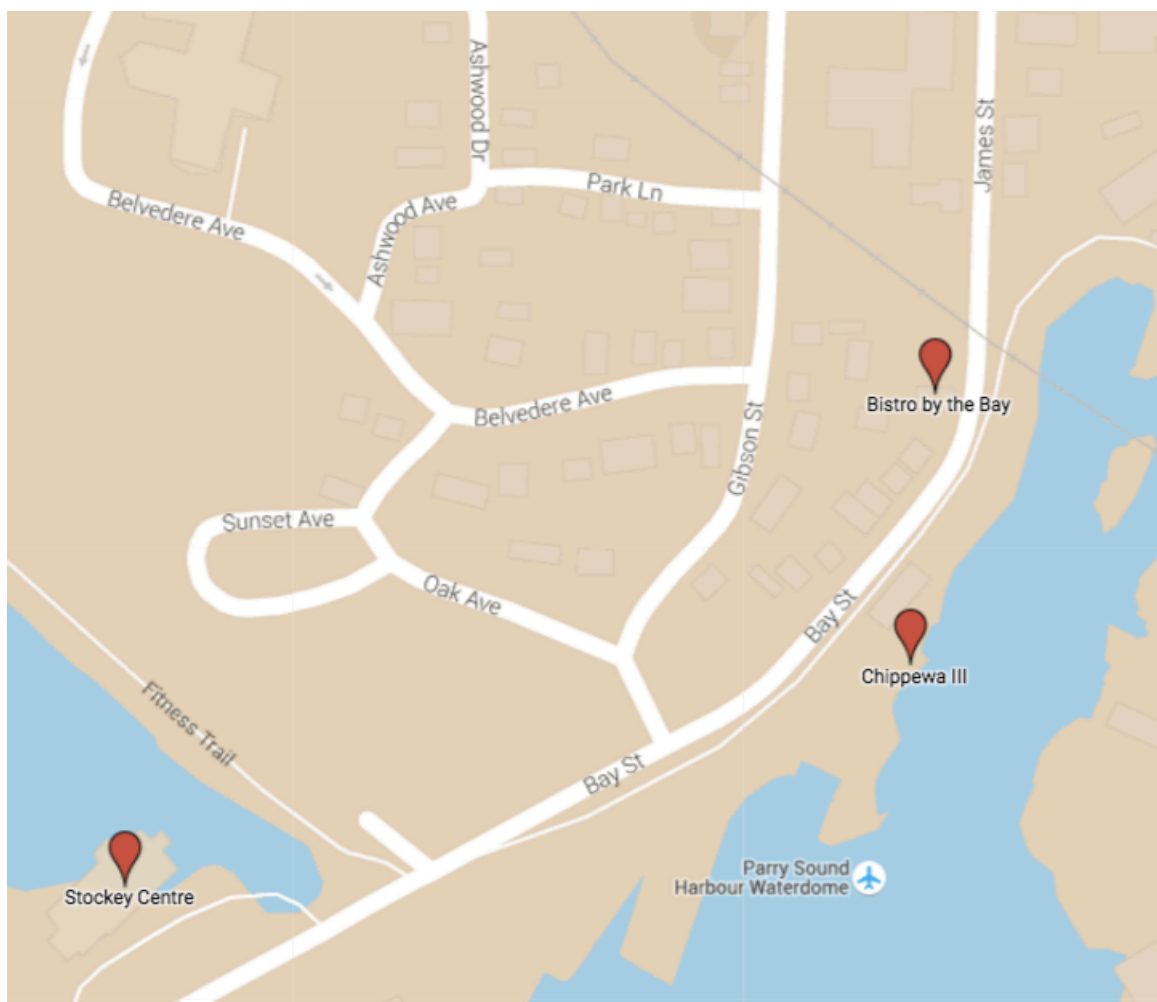 Ashwood Dr
James St
Park Ln
Belvedere Ave
Ashwood Ave
Bistro by the Bay
Belvedere Ave
Gibson St
Sunset Ave
Oak Ave
Bay St
Chippewa III
Fitness Trail
Bay St
Parry Sound
Harbour Waterdome
Stockey Centre